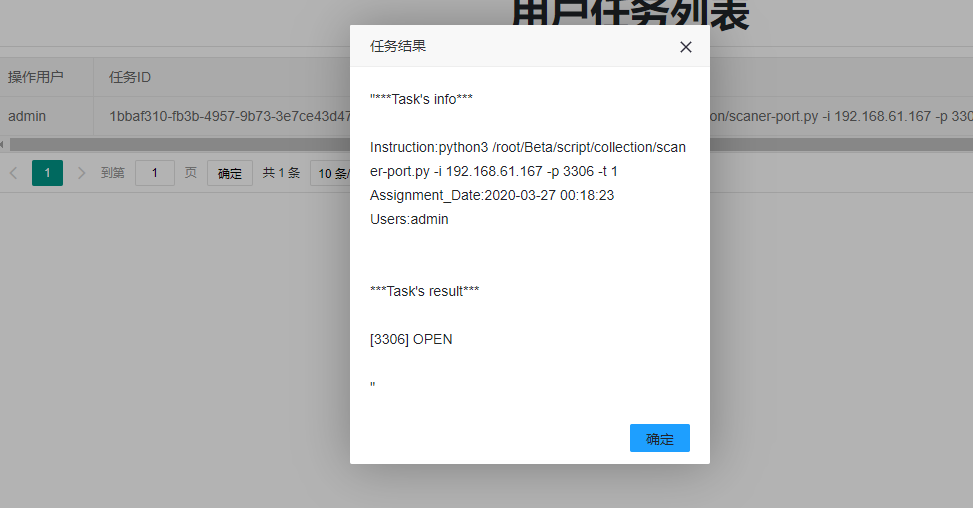 用户任务列表
任务结果
操作用户 任务ID
"***Task's info***
admin 1bbaf310-fb3b-4957-9b73-3e7ce43d47 on/scaner-port.py -i 192.168.61.167 -p 330
Instruction:python3 /root/Beta/script/collection/scan
er-port.py -i 192.168.61.167 -p 3306 -t 1
1 到第 1 页 确定 共 1 条 10 条/
Assignment_Date:2020-03-27 00:18:23
Users:admin
***Task's result***
[3306] OPEN
"
确定